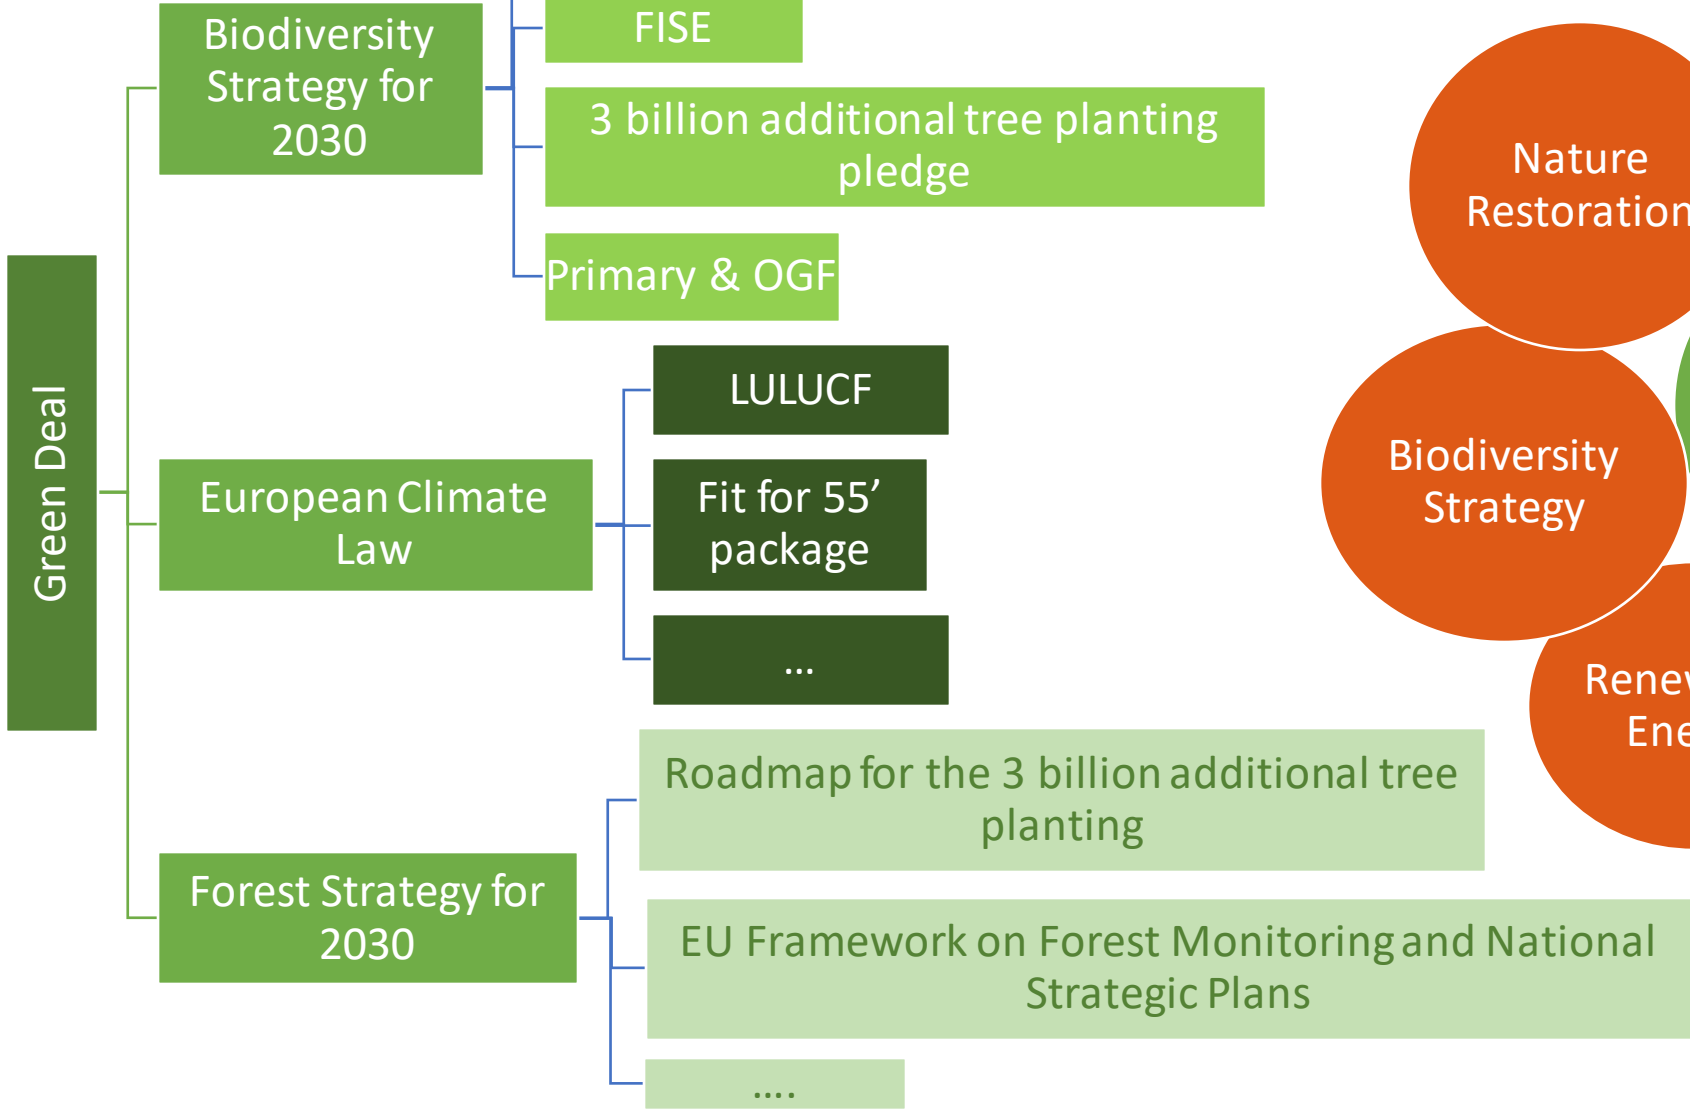 Green Deal
Biodiversity
Strategy for
2030
FISE
3 billion additional tree planting
pledge
Primary & OGF
European Climate
Law
LULUCF
Fit for 55’
package
...
Forest Strategy for
2030
Roadmap for the 3 billion additional tree
planting
EU Framework on Forest Monitoring and National
Strategic Plans
....
Nature
Restoration
Biodiversity
Strategy